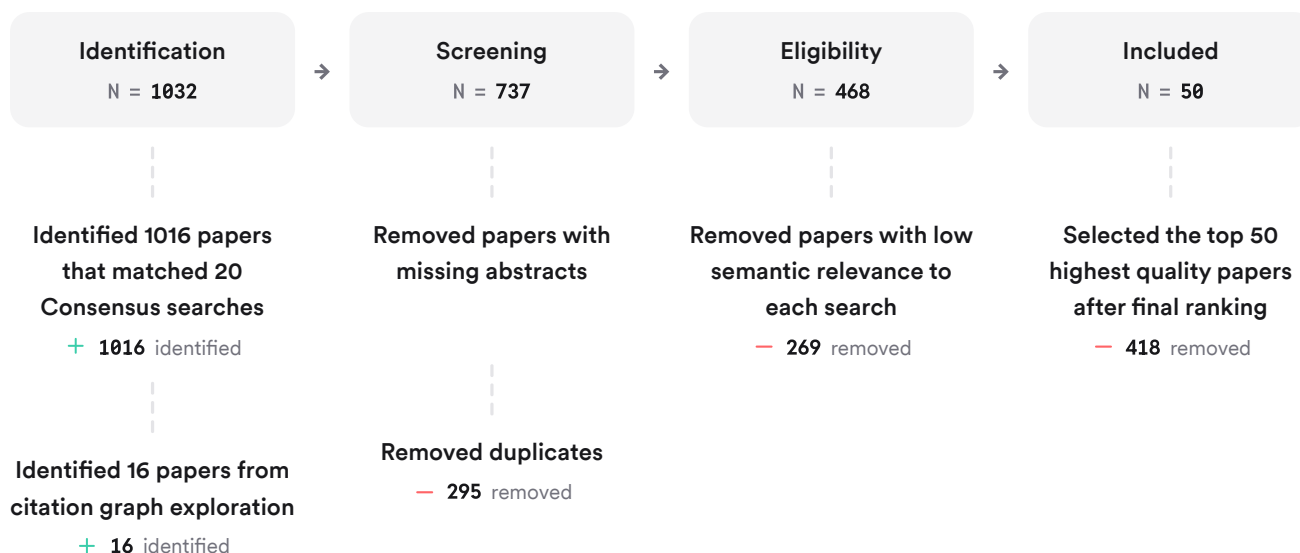 Identification
N = 1032
Screening
N = 737
Eligibility
N = 468
Included
N = 50
Identified 1016 papers
that matched 20
Consensus searches
+ 1016 identified
Identified 16 papers from
citation graph exploration
+ 16 identified
Removed papers with
missing abstracts
Removed duplicates
− 295 removed
Removed papers with low
semantic relevance to
each search
− 269 removed
Selected the top 50
highest quality papers
after final ranking
− 418 removed